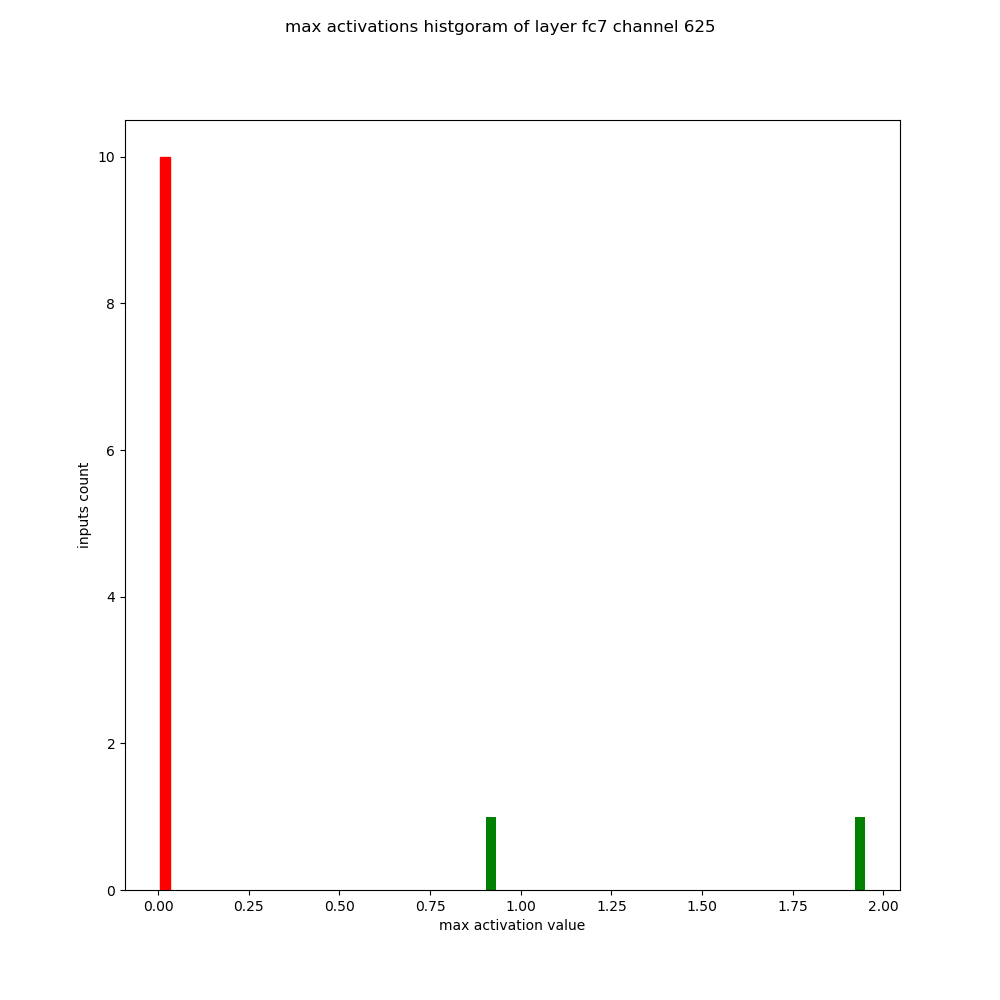 max activations histgoram of layer fc7 channel 625
10
8
6
4
2
0
inputs count
0.00 0.25 0.50 0.75 1.00 1.25 1.50 1.75 2.00
max activation value